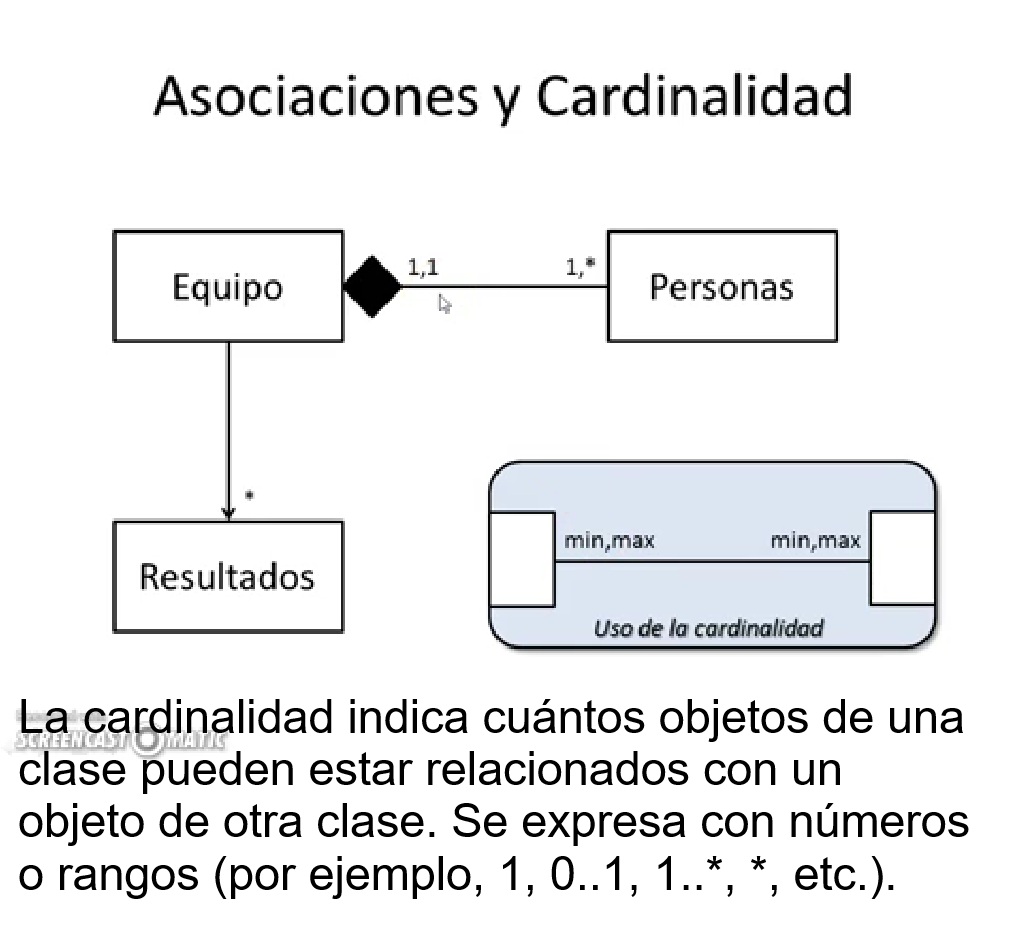 Asociaciones y Cardinalidad
Equipo
1,1
1,*
Personas
*
Resultados
min,max
min,max
Uso de la cardinalidad
La cardinalidad indica cuántos objetos de una
SCREENCAST O MATIC
clase pueden estar relacionados con un
objeto de otra clase. Se expresa con números
o rangos (por ejemplo, 1, 0..1, 1..*, *, etc.).